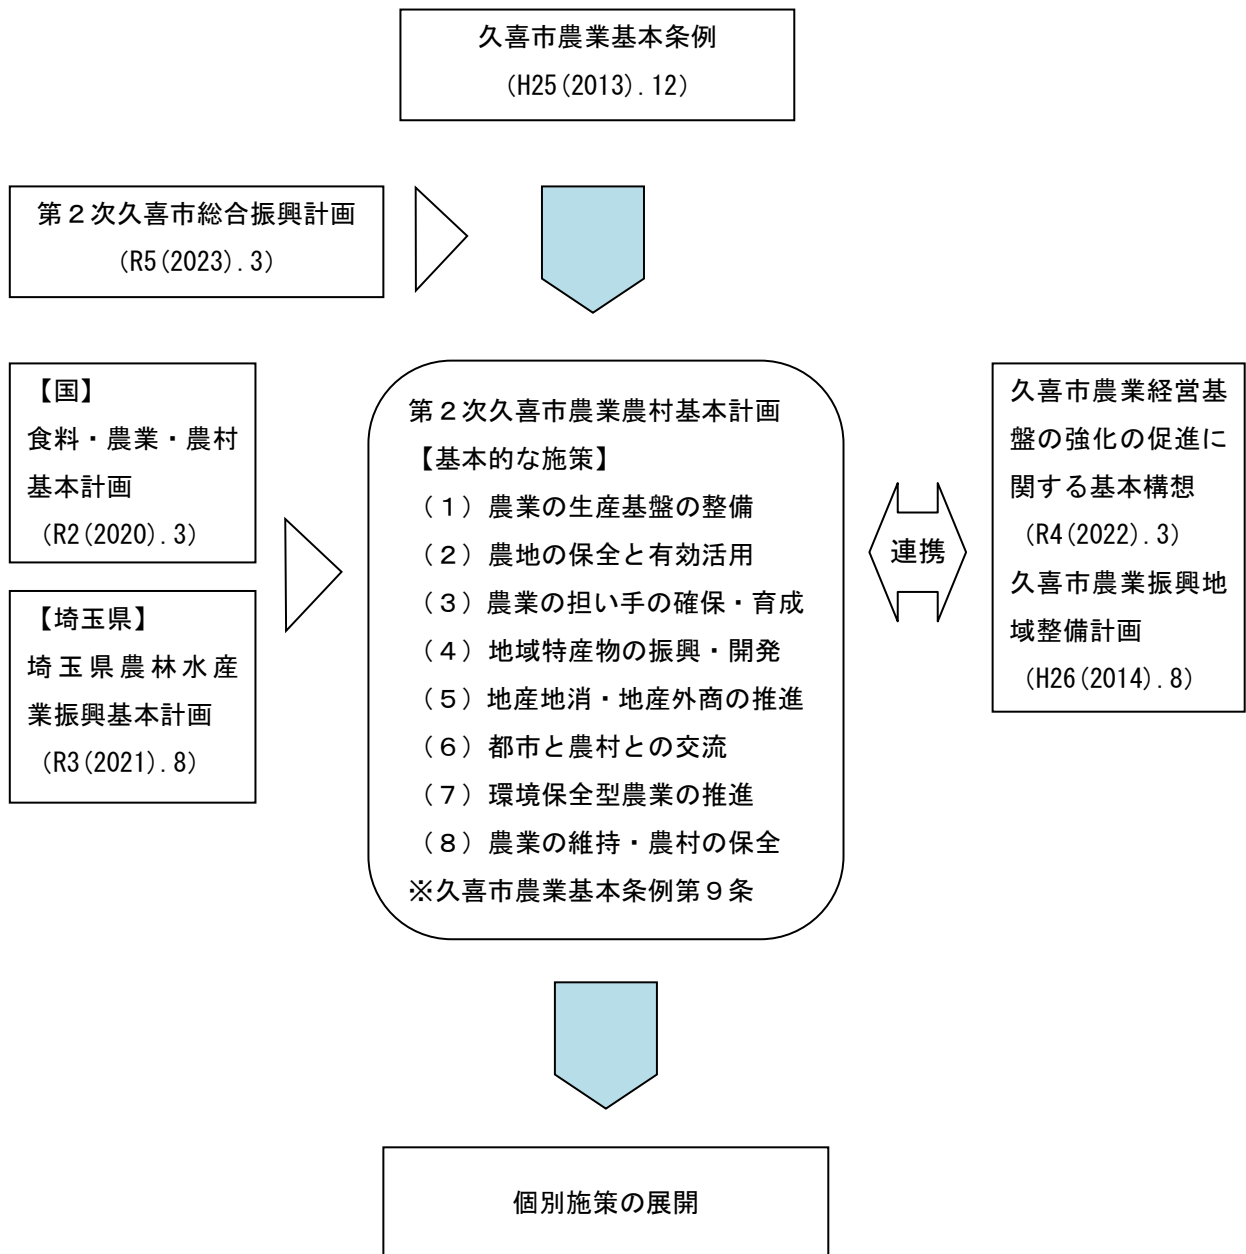 久喜市農業基本条例
（H25(2013).12）
第２次久喜市総合振興計画
（R5(2023).3）
【国】
食料・農業・農村
基本計画
（R2(2020).3）
【埼玉県】
埼玉県農林水産
業振興基本計画
（R3(2021).8）
第２次久喜市農業農村基本計画
【基本的な施策】
（１）農業の生産基盤の整備
（２）農地の保全と有効活用
（３）農業の担い手の確保・育成
（４）地域特産物の振興・開発
（５）地産地消・地産外商の推進
（６）都市と農村との交流
（７）環境保全型農業の推進
（８）農業の維持・農村の保全
※久喜市農業基本条例第９条
連携
久喜市農業経営基
盤の強化の促進に
関する基本構想
（R4(2022).3）
久喜市農業振興地
域整備計画
（H26(2014).8）
個別施策の展開